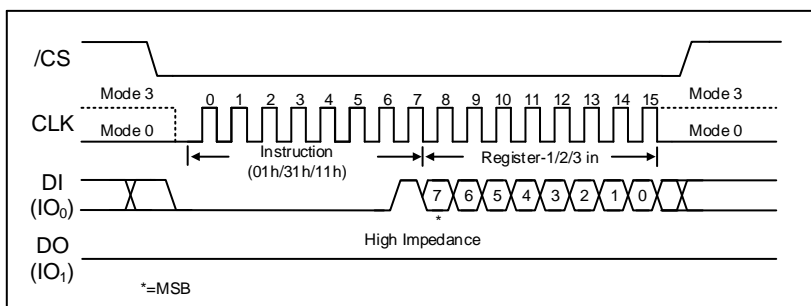 /CS
Mode 3
0 1 2 3 4 5 6 7 8 9 10 11 12 13 14 15
Mode 3
CLK
Mode 0
Mode 0
Instruction
(01h/31h/11h)
Register-1/2/3 in
DI
(IO0)
7 6 5 4 3 2 1 0
*
High Impedance
DO
(IO1)
*=MSB